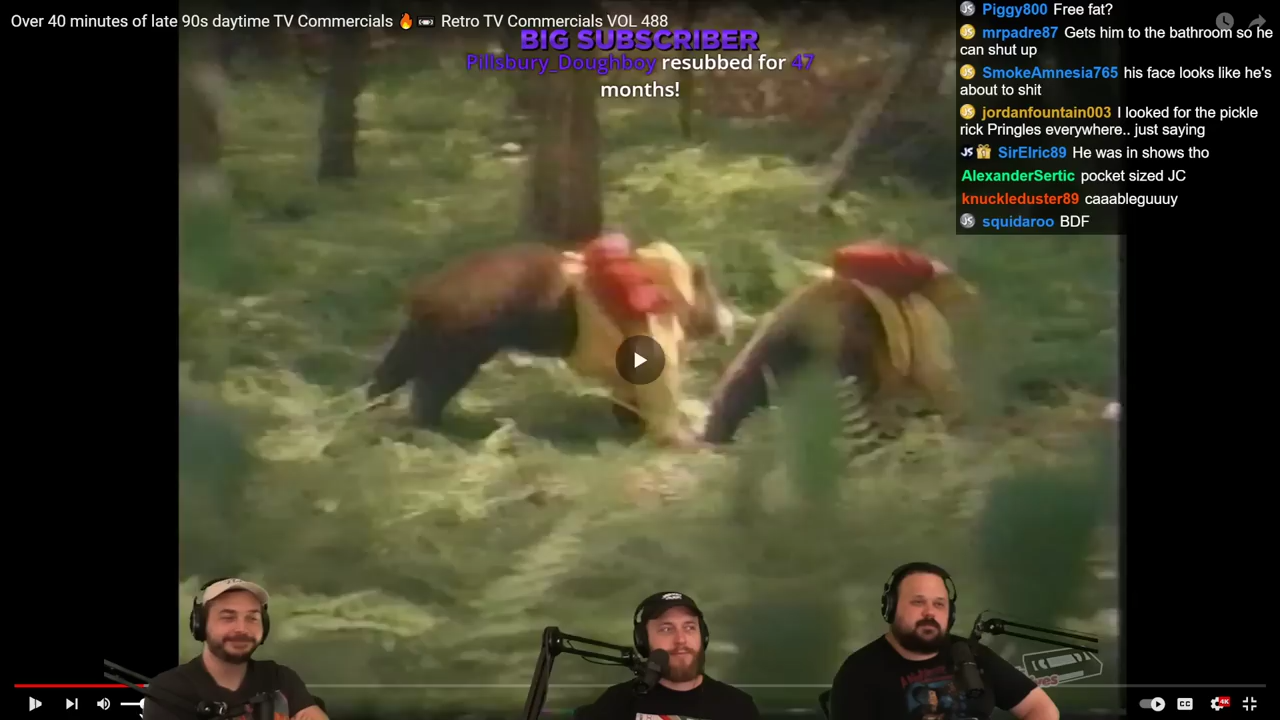 Over 40 minutes of late 90s daytime TV Commercials 🔥📼 Retro TV Commercials VOL 488
BIG SUBSCRIBER
Pillsbury_Doughboy resubbed for 47
months!
Piggy800 Free fat?
mrpadre87 Gets him to the bathroom so he
can shut up
SmokeAmnesia765 his face looks like he's
about to shit
jordanfountain003 I looked for the pickle
rick Pringles everywhere.. just saying
SirElric89 He was in shows tho
AlexanderSertic pocket sized JC
knuckleduster89 caaableguuuy
squidaroo BDF
CC
4K